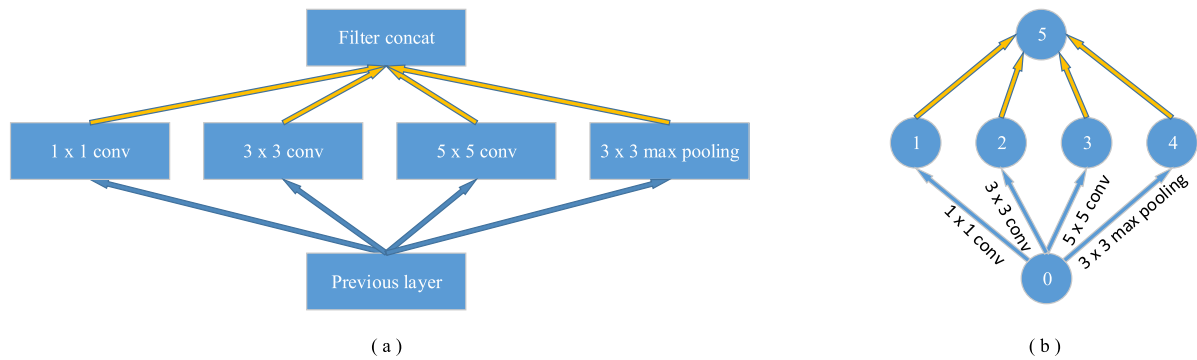 Filter concat
1 x 1 conv
3 x 3 conv
5 x 5 conv
3 x 3 max pooling
Previous layer
( a )
5
1
2
3
4
1 x 1 conv
3 x 3 conv
5 x 5 conv
3 x 3 max pooling
0
( b )